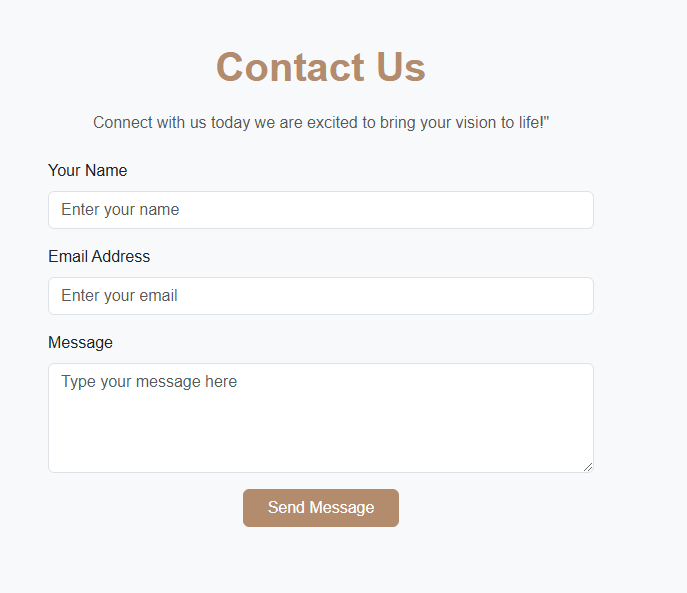 Contact Us
Connect with us today we are excited to bring your vision to life!"
Your Name
Enter your name
Email Address
Enter your email
Message
Type your message here
Send Message